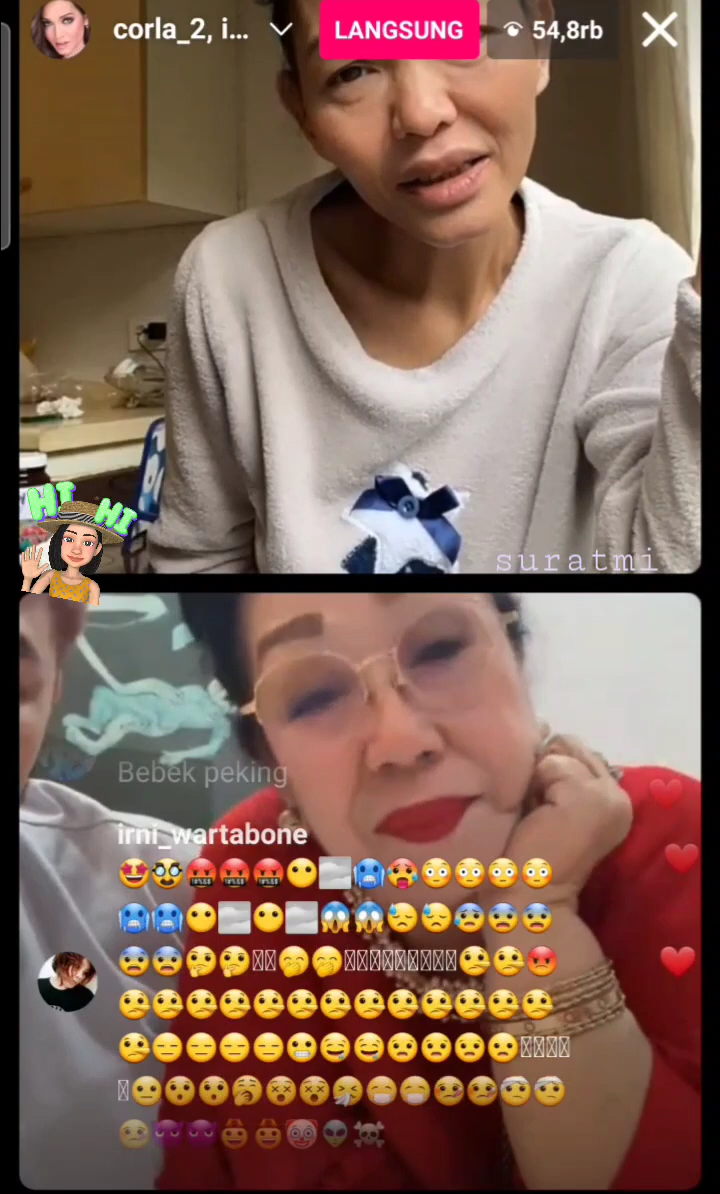 corla_2, i...
LANGSUNG
54,8rb
HI HI
suratmi
Bebek peking
irni_wartabone